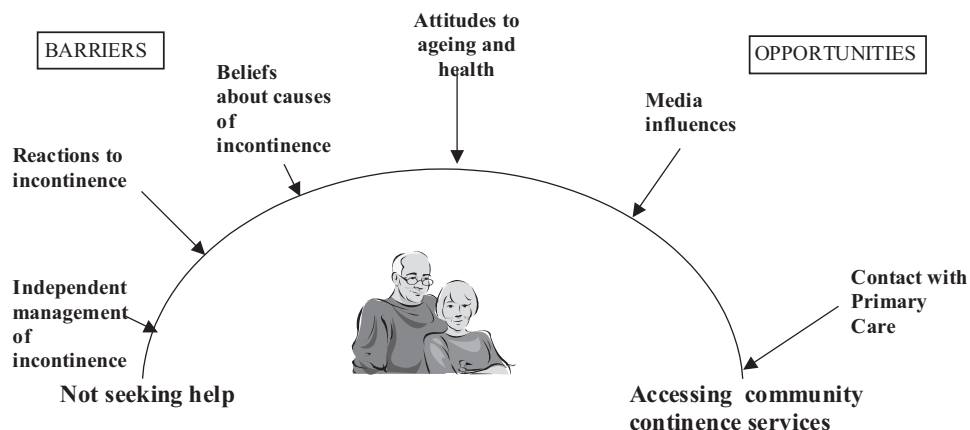 BARRIERS
Attitudes to
ageing and
health
OPPORTUNITIES
Beliefs
about causes
of
incontinence
Media
influences
Reactions to
incontinence
Independent
management
of
incontinence
Contact with
Primary
Care
Not seeking help
Accessing community
continence services